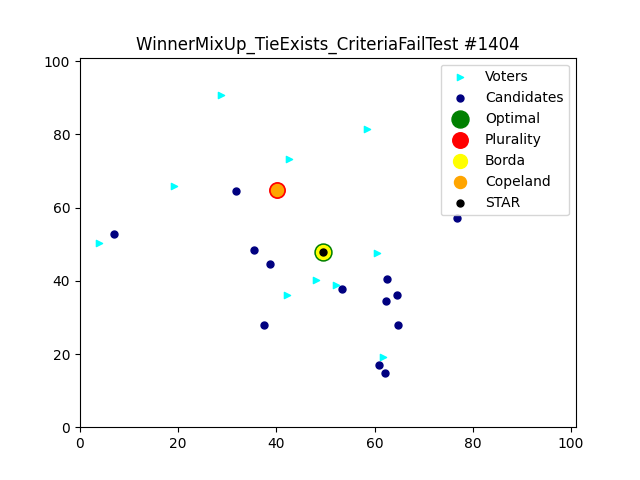 WinnerMixUp_TieExists_CriteriaFailTest #1404
100
80
60
40
20
0
0 20 40 60 80 100
Voters
Candidates
Optimal
Plurality
Borda
Copeland
STAR